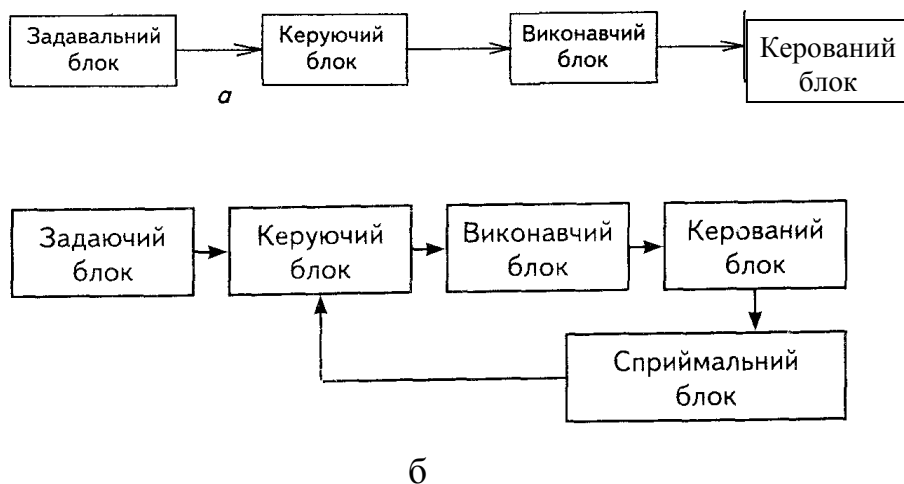 Задавальний
блок
Керуючий
блок
Виконавчий
блок
Керований
блок
а
Задаючий
блок
Керуючий
блок
Виконавчий
блок
Керований
блок
Сприймальний
блок
б